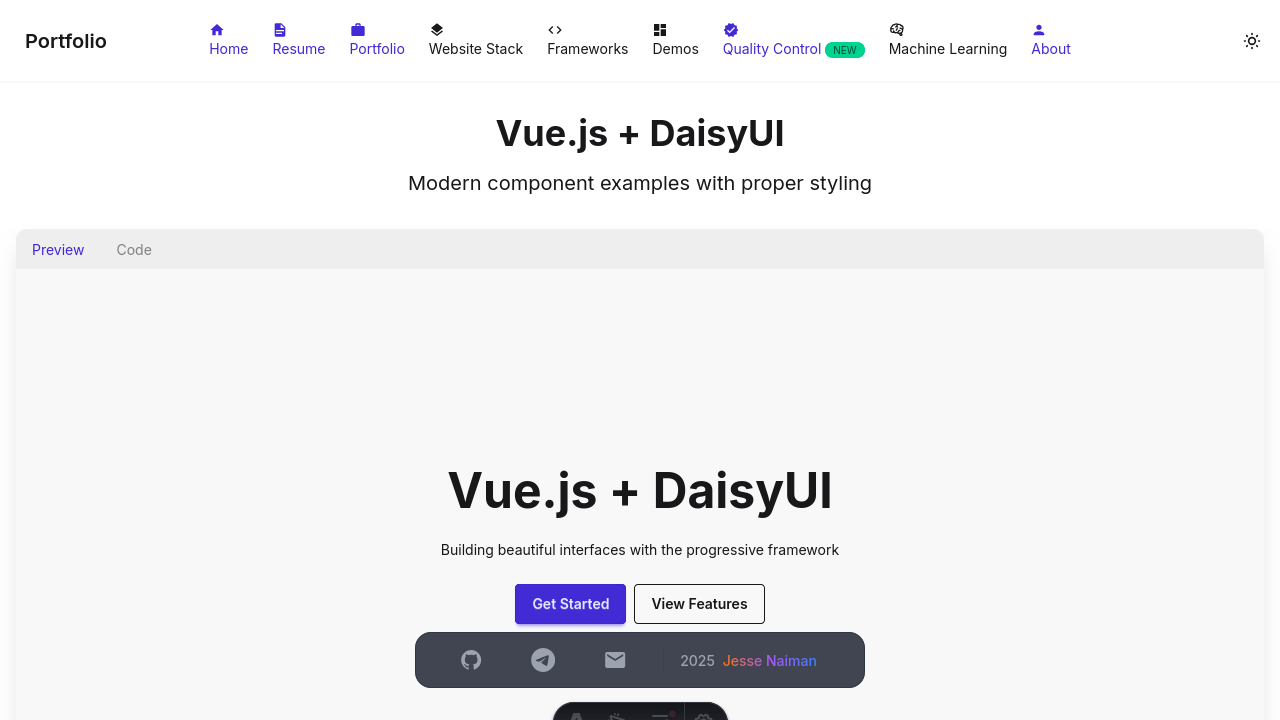 Portfolio
Home
Resume
Portfolio
Website Stack
Frameworks
Demos
Quality Control NEW
Machine Learning
About
Vue.js + DaisyUI
Modern component examples with proper styling
Preview
Code
Vue.js + DaisyUI
Building beautiful interfaces with the progressive framework
Get Started
View Features
2025 Jesse Naiman